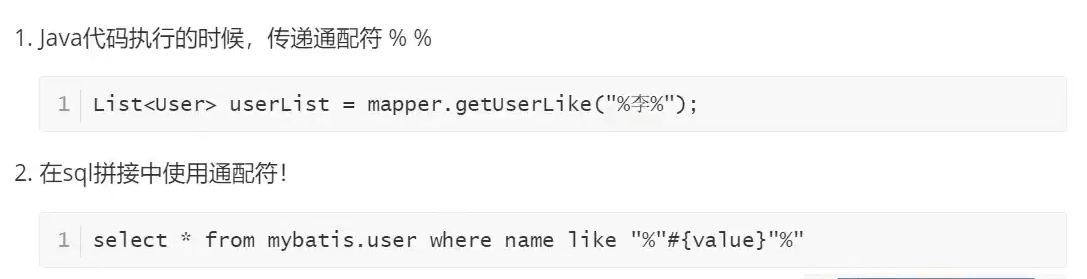 1. Java代码执行的时候，传递通配符 % %
1 List<User> userList = mapper.getUserLike("%李%");
2. 在sql拼接中使用通配符！
1 select * from mybatis.user where name like "%"#{value}"%"